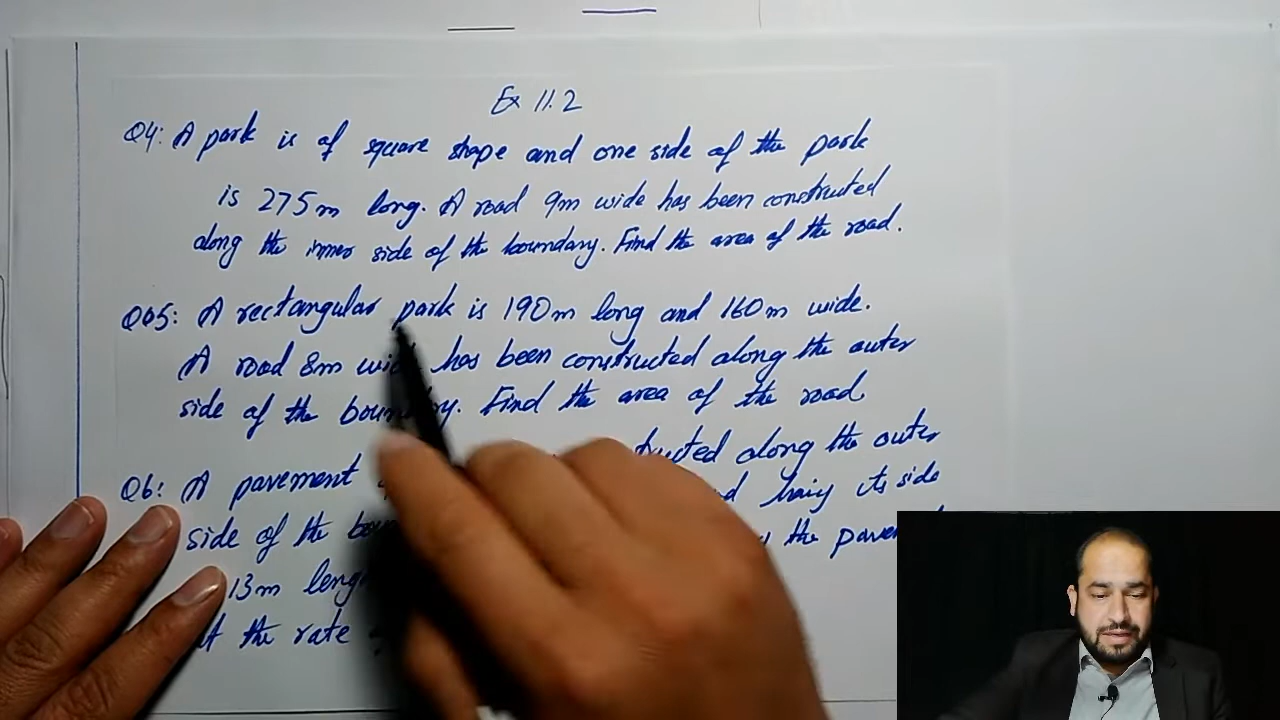 Ex 11.2
Q4: A park is of square shape and one side of the park
is 275m long. A road 9m wide has been constructed
along the inner side of the boundary. Find the area of the road.
Q05: A rectangular park is 190m long and 160m wide.
A road 8m wide has been constructed along the outer
side of the boundary. Find the area of the road.
Q6: A pavement along the outer
side of the its side
13m long the
the rate